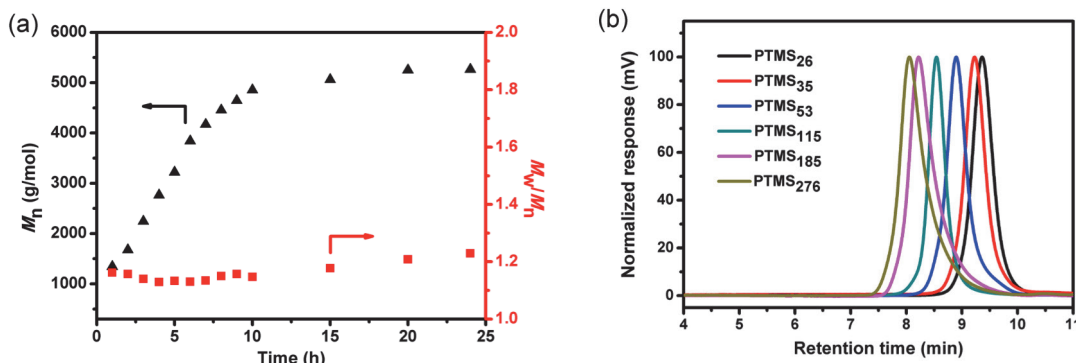 (a)
6000
5000
4000
3000
2000
1000
Mn (g/mol)
0 5 10 15 20 25
Time (h)
2.0
1.8
1.6
1.4
1.2
1.0
Mw/Mn
(b)
Normalized response (mV)
100
80
60
40
20
0
PTMS26
PTMS35
PTMS53
PTMS115
PTMS185
PTMS276
4 5 6 7 8 9 10 11
Retention time (min)